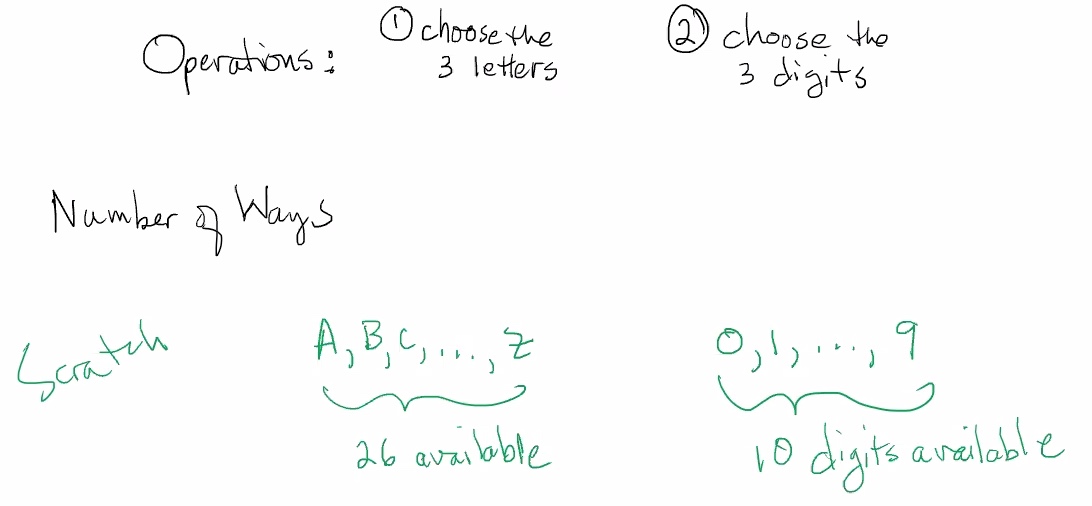 Operations: ① choose the 3 letters ② choose the 3 digits
Number of Ways
Scratch A, B, C, ..., Z 0, 1, ..., 9
26 available 10 digits available